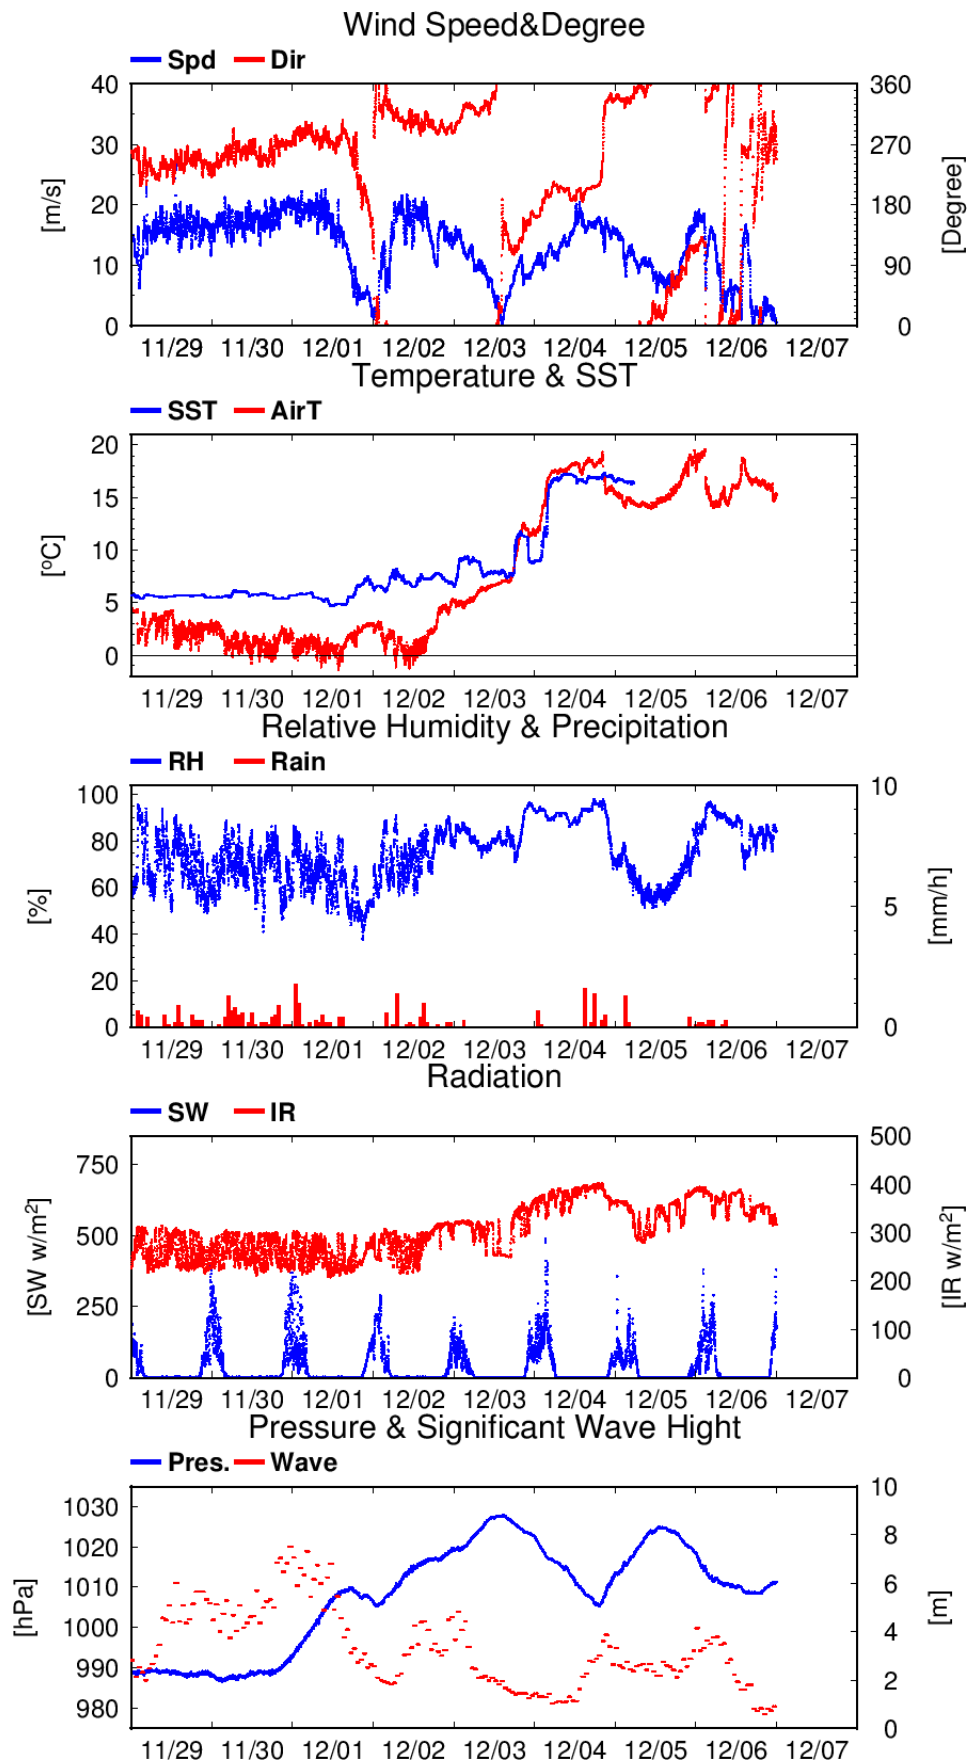 Wind Speed&Degree
Spd Dir
40 360
30 270
20 180
10 90
0 0
[m/s] [Degree]
11/29 11/30 12/01 12/02 12/03 12/04 12/05 12/06 12/07
Temperature & SST
SST AirT
20
15
10
5
0
[ºC]
11/29 11/30 12/01 12/02 12/03 12/04 12/05 12/06 12/07
Relative Humidity & Precipitation
RH Rain
100 10
80
60
5
40
20
0 0
[%] [mm/h]
11/29 11/30 12/01 12/02 12/03 12/04 12/05 12/06 12/07
Radiation
SW IR
500
750
400
500 300
250 200
100
0 0
[SW w/m²] [IR w/m²]
11/29 11/30 12/01 12/02 12/03 12/04 12/05 12/06 12/07
Pressure & Significant Wave Hight
Pres. Wave
10
1030
1020 8
1010 6
1000 4
990 2
980
0
[hPa] [m]
11/29 11/30 12/01 12/02 12/03 12/04 12/05 12/06 12/07